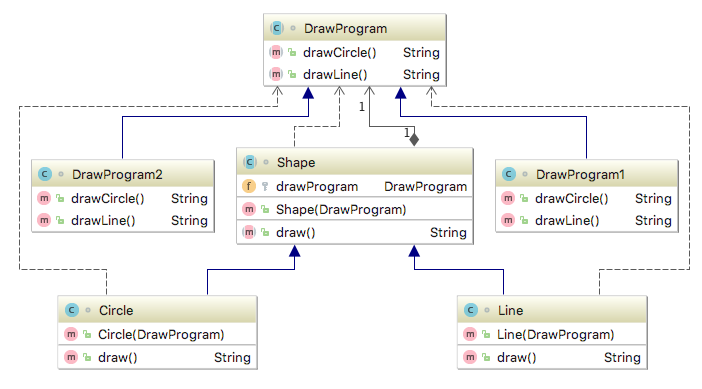 C DrawProgram
m drawCircle() String
m drawLine() String
1
1
C DrawProgram2
m drawCircle() String
m drawLine() String
C Shape
f drawProgram DrawProgram
m Shape(DrawProgram)
m draw() String
C DrawProgram1
m drawCircle() String
m drawLine() String
C Circle
m Circle(DrawProgram)
m draw() String
C Line
m Line(DrawProgram)
m draw() String